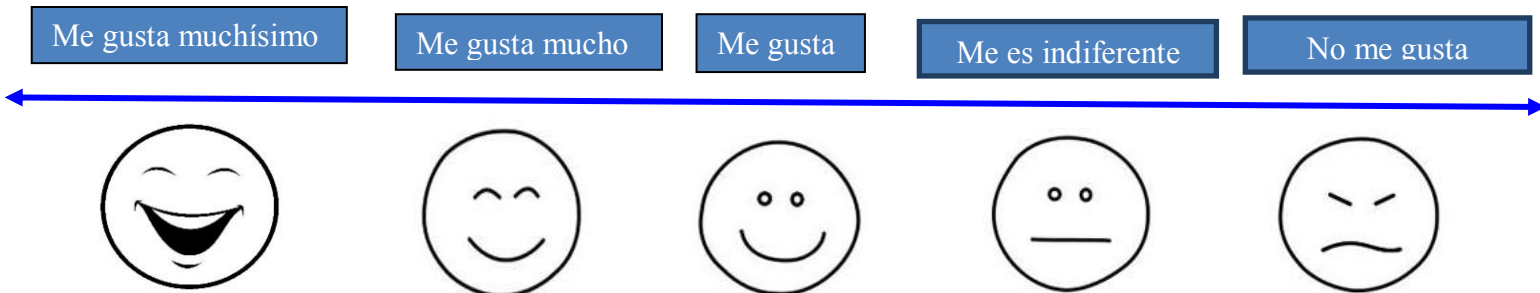 Me gusta muchísimo
Me gusta mucho
Me gusta
Me es indiferente
No me gusta